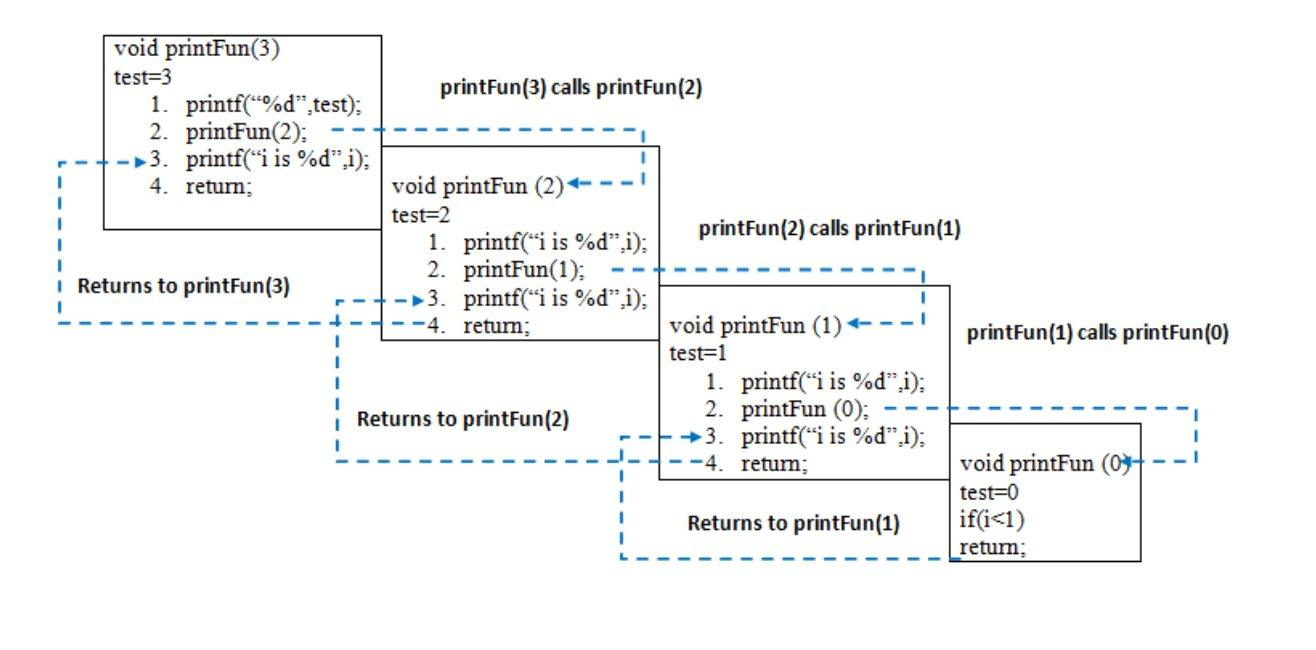 void printFun(3)
test=3
1. printf(“%d”,test);
2. printFun(2);
3. printf(“i is %d”,i);
4. return;
printFun(3) calls printFun(2)
void printFun (2)
test=2
1. printf(“i is %d”,i);
2. printFun(1);
3. printf(“i is %d”,i);
4. return;
Returns to printFun(3)
printFun(2) calls printFun(1)
void printFun (1)
test=1
1. printf(“i is %d”,i);
2. printFun (0);
3. printf(“i is %d”,i);
4. return;
Returns to printFun(2)
printFun(1) calls printFun(0)
void printFun (0)
test=0
if(i<1)
return;
Returns to printFun(1)